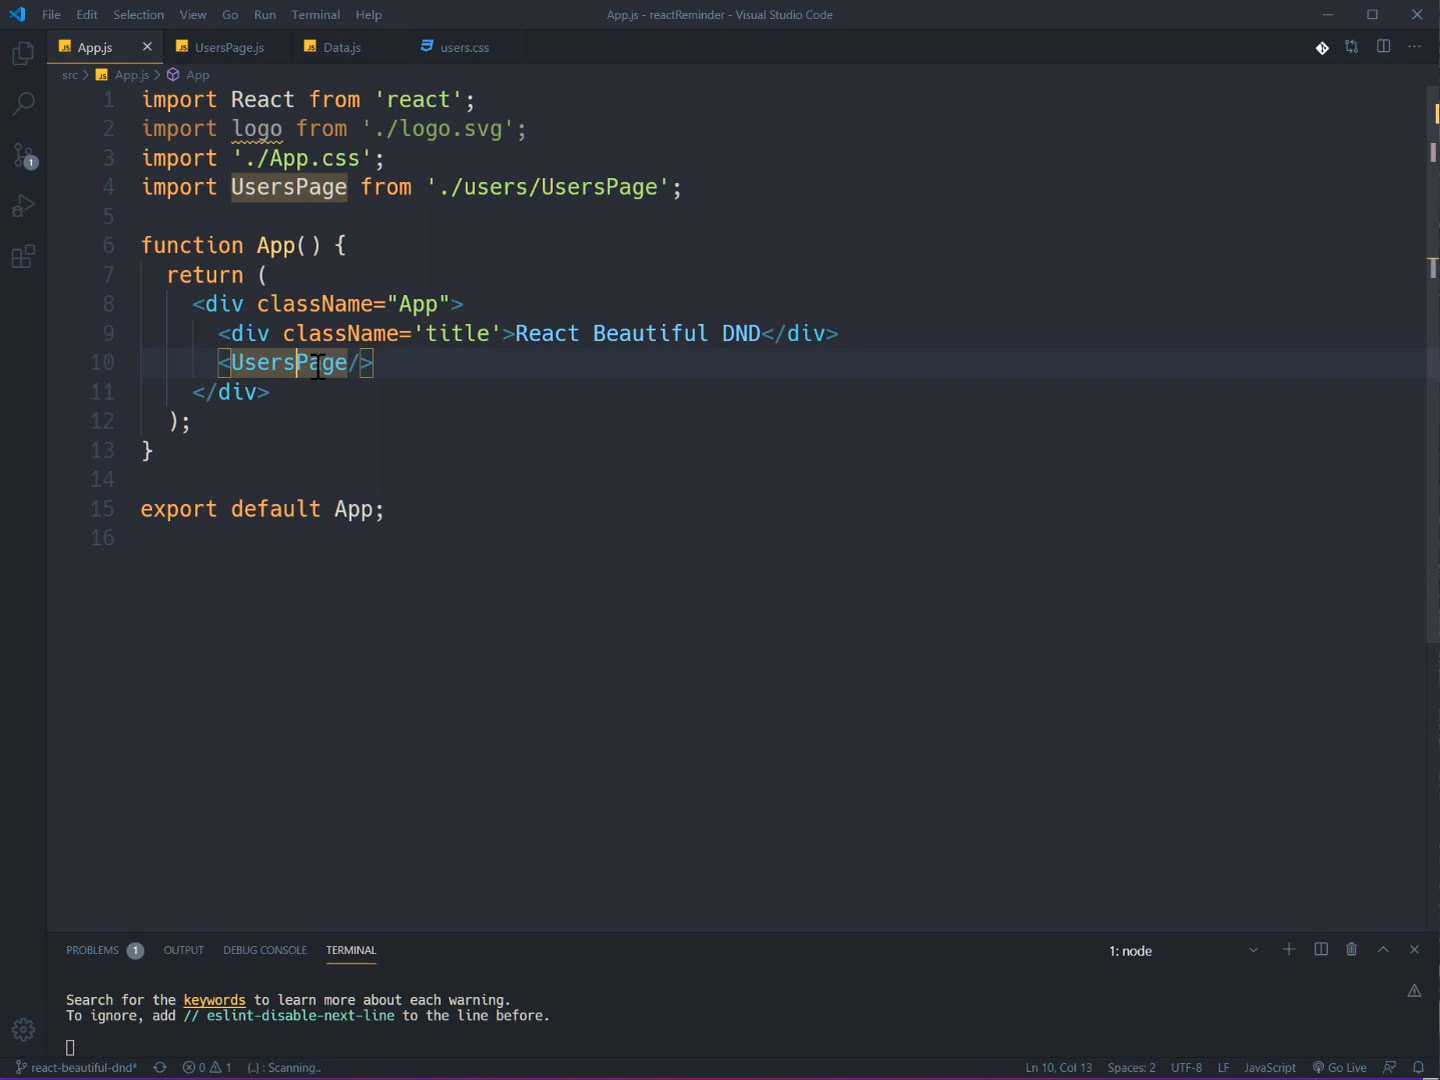 File Edit Selection View Go Run Terminal Help App.js - reactReminder - Visual Studio Code
JS App.js JS UsersPage.js JS Data.js users.css
src > JS App.js > App
1 import React from 'react';
2 import logo from './logo.svg';
3 import './App.css';
4 import UsersPage from './users/UsersPage';
5
6 function App() {
7 return (
8 <div className="App">
9 <div className='title'>React Beautiful DND</div>
10 <UsersPage/>
11 </div>
12 );
13 }
14
15 export default App;
16
1
PROBLEMS 1 OUTPUT DEBUG CONSOLE TERMINAL 1: node
Search for the keywords to learn more about each warning.
To ignore, add // eslint-disable-next-line to the line before.
react-beautiful-dnd* 0 1 {..} : Scanning.. Ln 10, Col 13 Spaces: 2 UTF-8 LF JavaScript Go Live